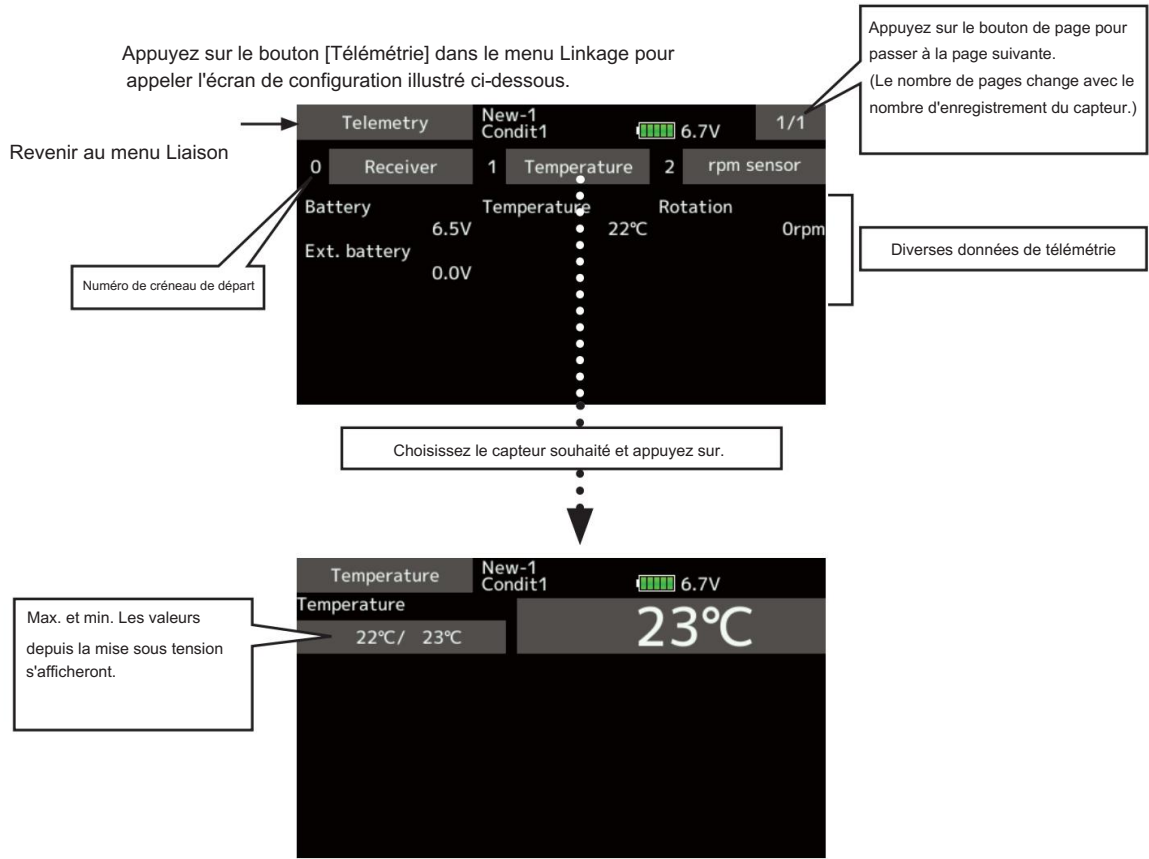 Appuyez sur le bouton [Télémétrie] dans le menu Linkage pour
appeler l'écran de configuration illustré ci-dessous.
Appuyez sur le bouton de page pour
passer à la page suivante.
(Le nombre de pages change avec le
nombre d'enregistrement du capteur.)
Revenir au menu Liaison
Telemetry
New-1
Condit1
6.7V
1/1
0 Receiver
1 Temperature
2 rpm sensor
Battery
6.5V
Ext. battery
0.0V
Temperature
22℃
Rotation
0rpm
Numéro de créneau de départ
Diverses données de télémétrie
Choisissez le capteur souhaité et appuyez sur.
Temperature
New-1
Condit1
6.7V
Temperature
22℃/ 23℃
23℃
Max. et min. Les valeurs
depuis la mise sous tension
s'afficheront.